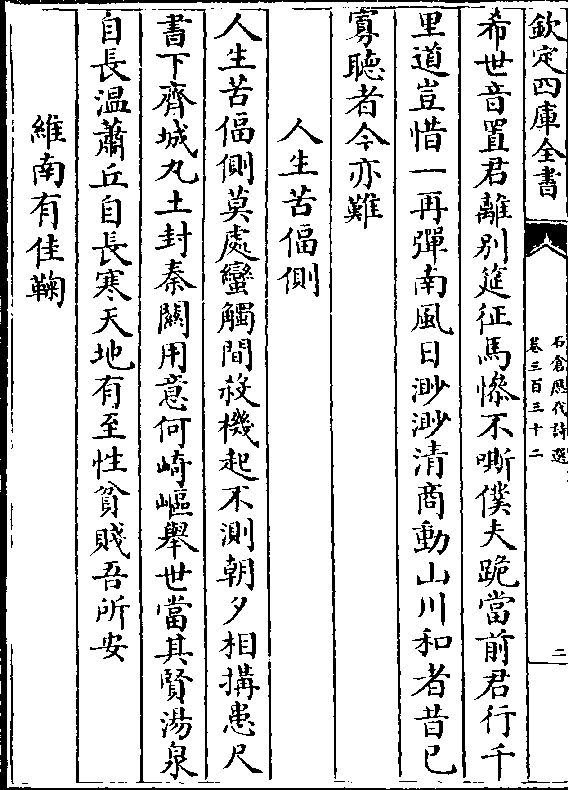 欽定四庫全書
石倉歷代詩選
卷三百三十二
二
希世音置君離別筵征馬慘不嘶僕夫跪當前君行千
里道豈惜一再彈南風日渺渺清商動山川和者昔已
寡聽者今亦難
人生苦偪側
人生苦偪側莫處蠻觸間殺機起不測朝夕相搆患尺
書下齊城丸土封秦關用意何崎嶇舉世當其賢湯泉
自長温蕭丘自長寒天地有至性貧賤吾所安
維南有佳鞠